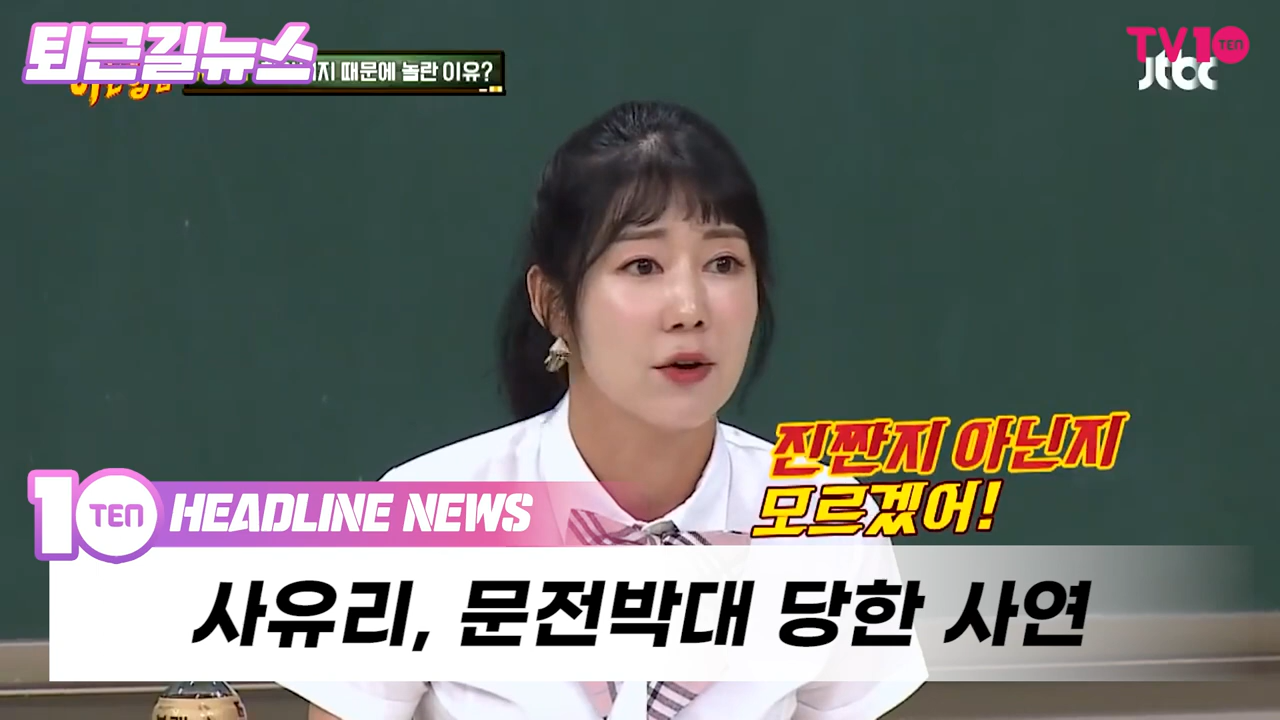 퇴근길뉴스
때문에 놀란 이유?
TV10
TEN
jtbc
진짠지 아닌지
모르겠어!
10
TEN
HEADLINE NEWS
사유리, 문전박대 당한 사연